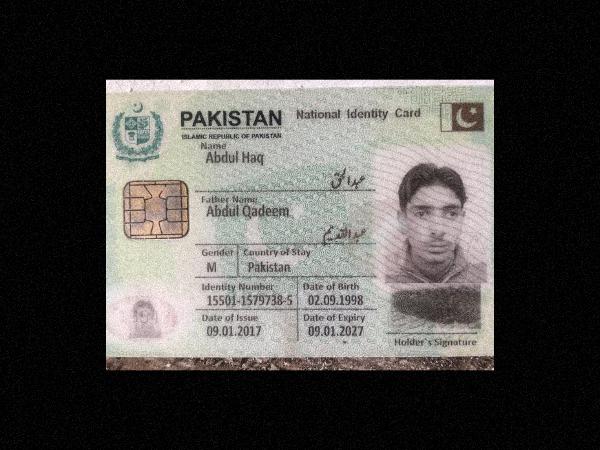 PAKISTAN National Identity Card
ISLAMIC REPUBLIC OF PAKISTAN
Name
Abdul Haq
عبدالحق
Father Name
Abdul Qadeem
عبدالقدیم
Gender Country of Stay
M Pakistan
Identity Number Date of Birth
15501-1579738-5 02.09.1998
Date of Issue Date of Expiry
09.01.2017 09.01.2027
Holder's Signature